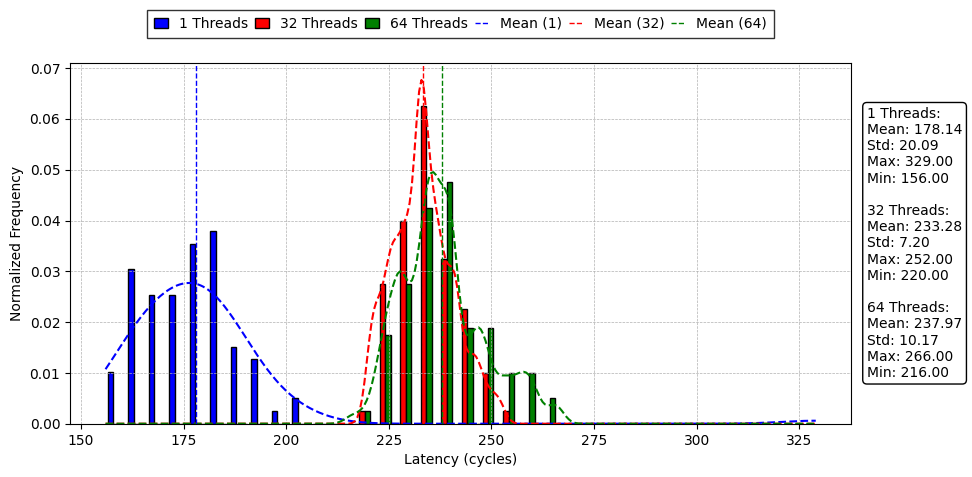 1 Threads 32 Threads 64 Threads Mean (1) Mean (32) Mean (64)
0.07
0.06
0.05
0.04
0.03
0.02
0.01
0.00
Normalized Frequency
150 175 200 225 250 275 300 325
Latency (cycles)
1 Threads:
Mean: 178.14
Std: 20.09
Max: 329.00
Min: 156.00
32 Threads:
Mean: 233.28
Std: 7.20
Max: 252.00
Min: 220.00
64 Threads:
Mean: 237.97
Std: 10.17
Max: 266.00
Min: 216.00